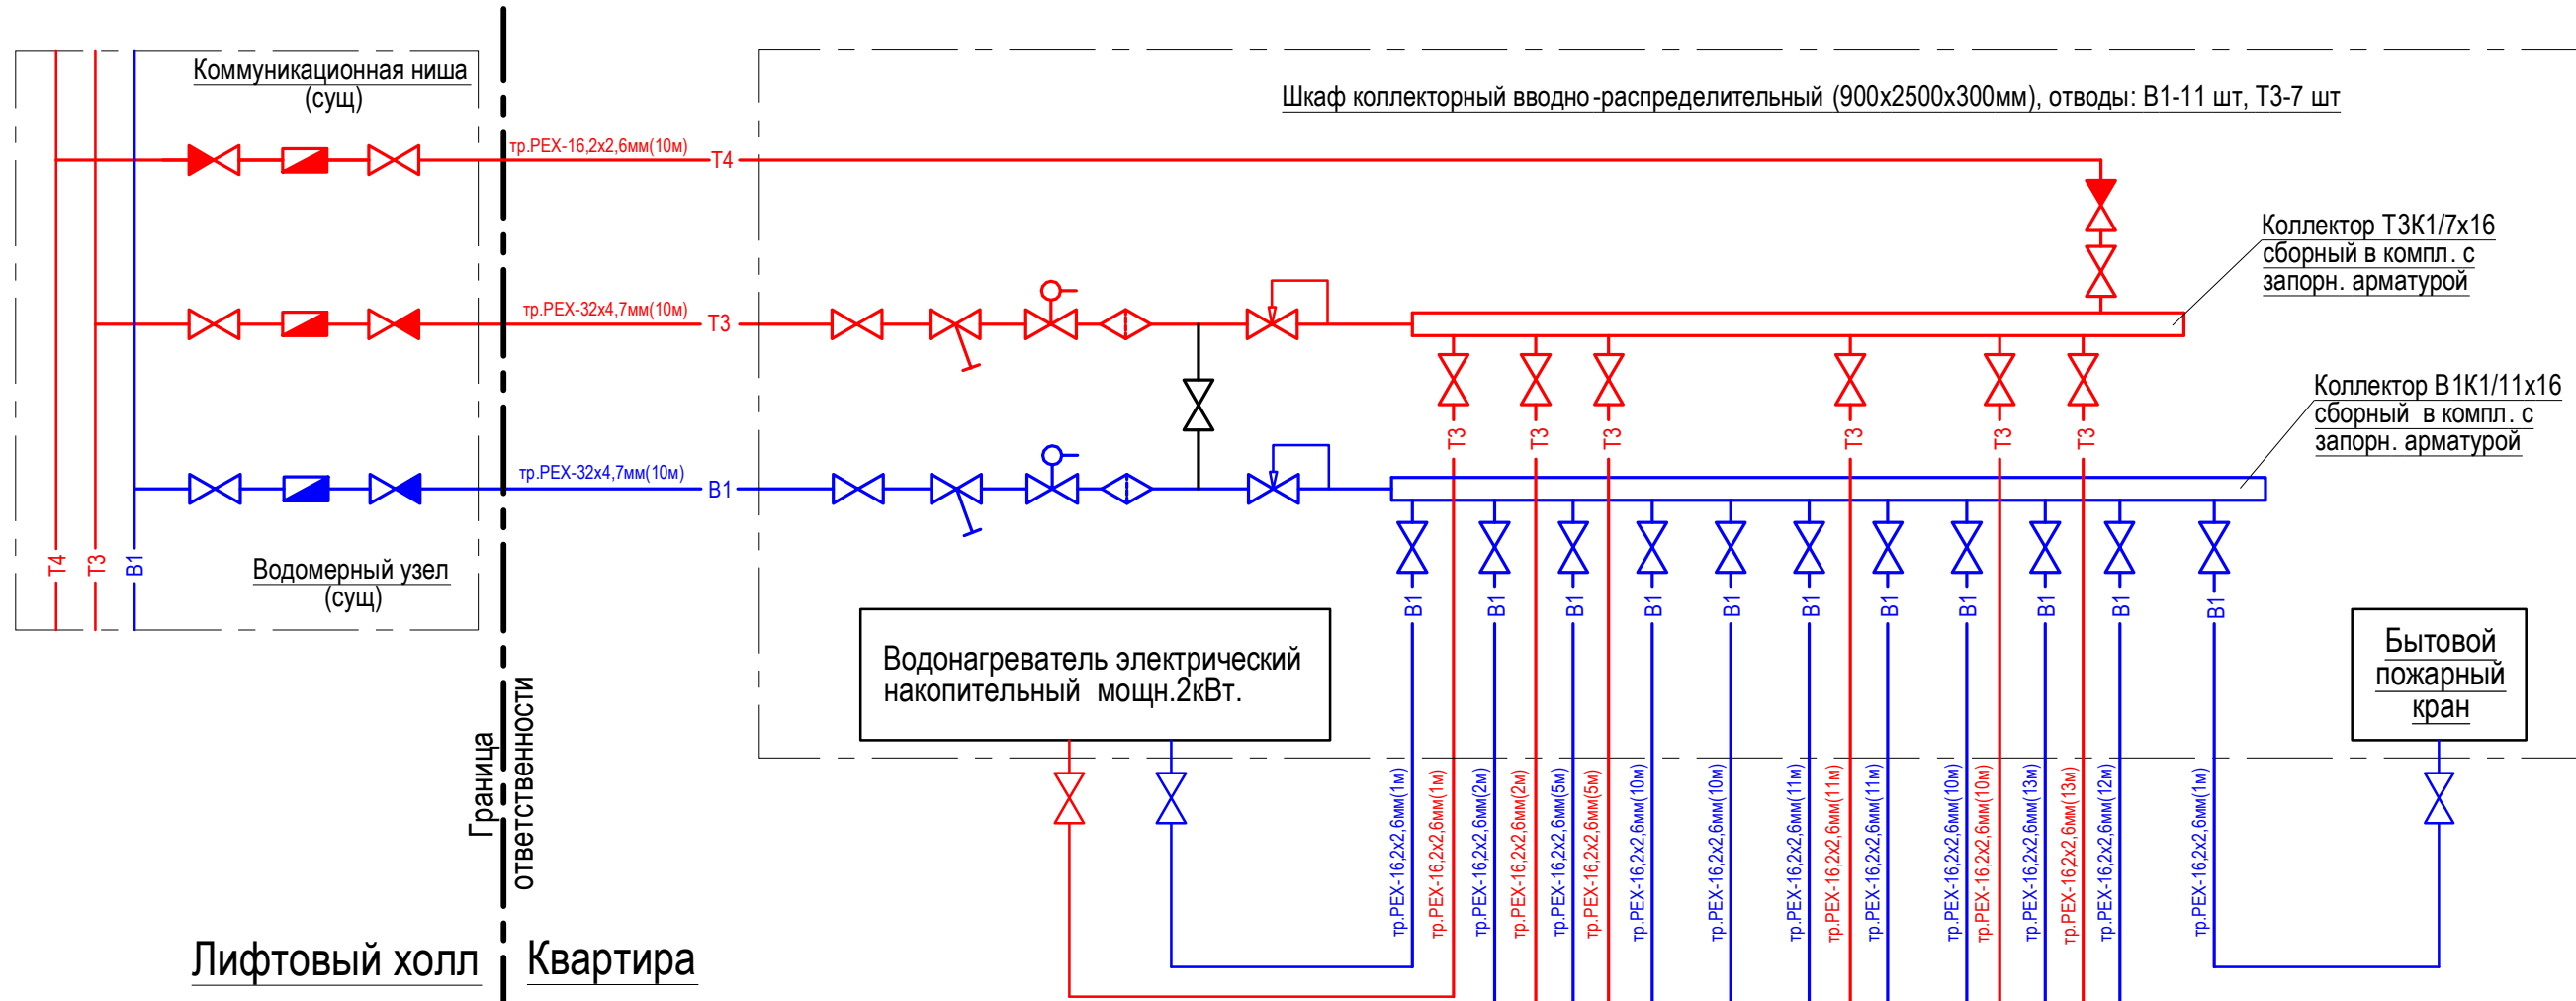 Коммуникационная ниша
(сущ)
Шкаф коллекторный вводно-распределительный (900х2500х300мм), отводы: В1-11 шт, Т3-7 шт
тр.PEX-16,2х2,6мм(10м)
Т4
Коллектор Т3К1/7х16
сборный в компл. с
запорн. арматурой
тр.PEX-32х4,7мм(10м)
Т3
Коллектор В1К1/11х16
сборный в компл. с
запорн. арматурой
Т3
Т3
Т3
Т3
Т3
Т3
тр.PEX-32х4,7мм(10м)
В1
Т4
Т3
В1
Водомерный узел
(сущ)
В1
В1
В1
В1
В1
В1
В1
В1
В1
В1
В1
Водонагреватель электрический
накопительный мощн.2кВт.
Бытовой
пожарный
кран
Граница
ответственности
тр.PEX-16,2х2,6мм(1м)
тр.PEX-16,2х2,6мм(1м)
тр.PEX-16,2х2,6мм(2м)
тр.PEX-16,2х2,6мм(2м)
тр.PEX-16,2х2,6мм(5м)
тр.PEX-16,2х2,6мм(5м)
тр.PEX-16,2х2,6мм(10м)
тр.PEX-16,2х2,6мм(10м)
тр.PEX-16,2х2,6мм(11м)
тр.PEX-16,2х2,6мм(11м)
тр.PEX-16,2х2,6мм(11м)
тр.PEX-16,2х2,6мм(10м)
тр.PEX-16,2х2,6мм(10м)
тр.PEX-16,2х2,6мм(13м)
тр.PEX-16,2х2,6мм(13м)
тр.PEX-16,2х2,6мм(12м)
тр.PEX-16,2х2,6мм(1м)
Лифтовый холл
Квартира